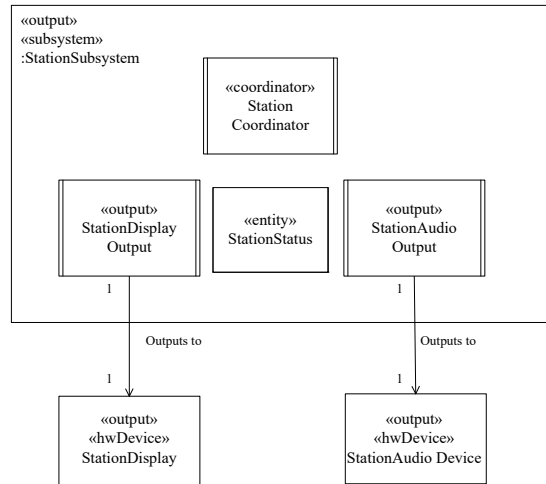 «output»
«subsystem»
:StationSubsystem
«coordinator»
Station
Coordinator
«output»
StationDisplay
Output
«entity»
StationStatus
«output»
StationAudio
Output
1
1
Outputs to
Outputs to
1
1
«output»
«hwDevice»
StationDisplay
«output»
«hwDevice»
StationAudio Device